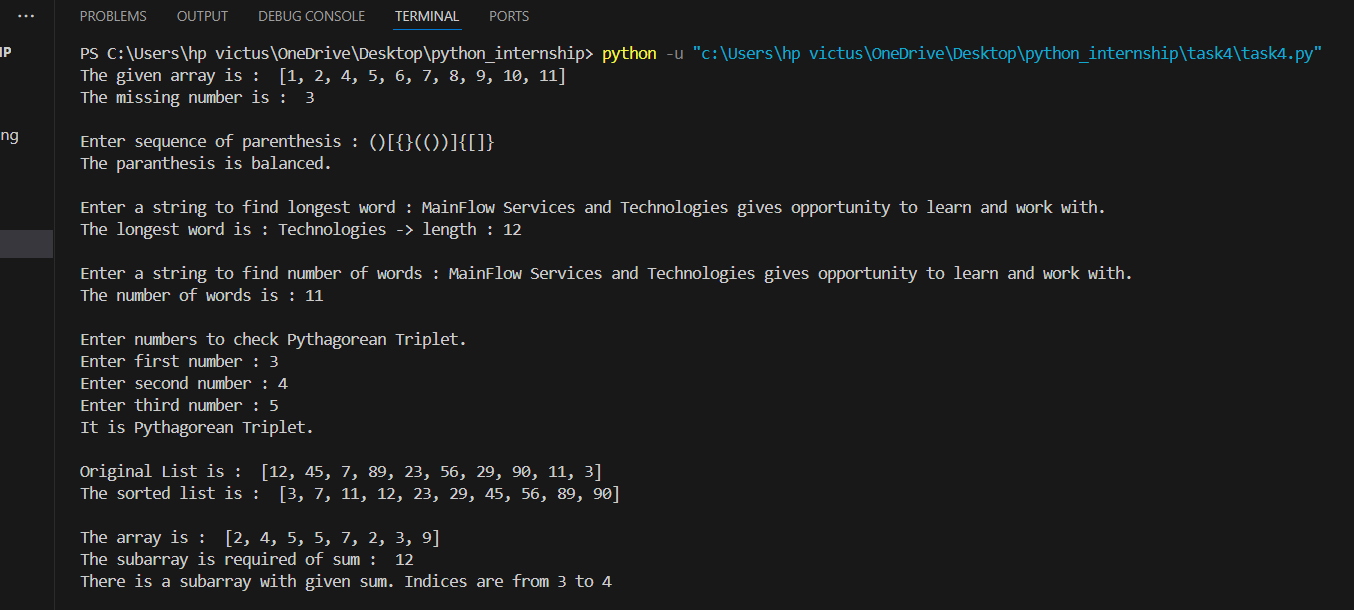 ... PROBLEMS OUTPUT DEBUG CONSOLE TERMINAL PORTS
IP
ng
PS C:\Users\hp victus\OneDrive\Desktop\python_internship> python -u "c:\Users\hp victus\OneDrive\Desktop\python_internship\task4\task4.py"
The given array is :  [1, 2, 4, 5, 6, 7, 8, 9, 10, 11]
The missing number is :  3
Enter sequence of parenthesis : ()[{}(())]{[]}
The paranthesis is balanced.
Enter a string to find longest word : MainFlow Services and Technologies gives opportunity to learn and work with.
The longest word is : Technologies -> length : 12
Enter a string to find number of words : MainFlow Services and Technologies gives opportunity to learn and work with.
The number of words is : 11
Enter numbers to check Pythagorean Triplet.
Enter first number : 3
Enter second number : 4
Enter third number : 5
It is Pythagorean Triplet.
Original List is :  [12, 45, 7, 89, 23, 56, 29, 90, 11, 3]
The sorted list is :  [3, 7, 11, 12, 23, 29, 45, 56, 89, 90]
The array is :  [2, 4, 5, 5, 7, 2, 3, 9]
The subarray is required of sum :  12
There is a subarray with given sum. Indices are from 3 to 4